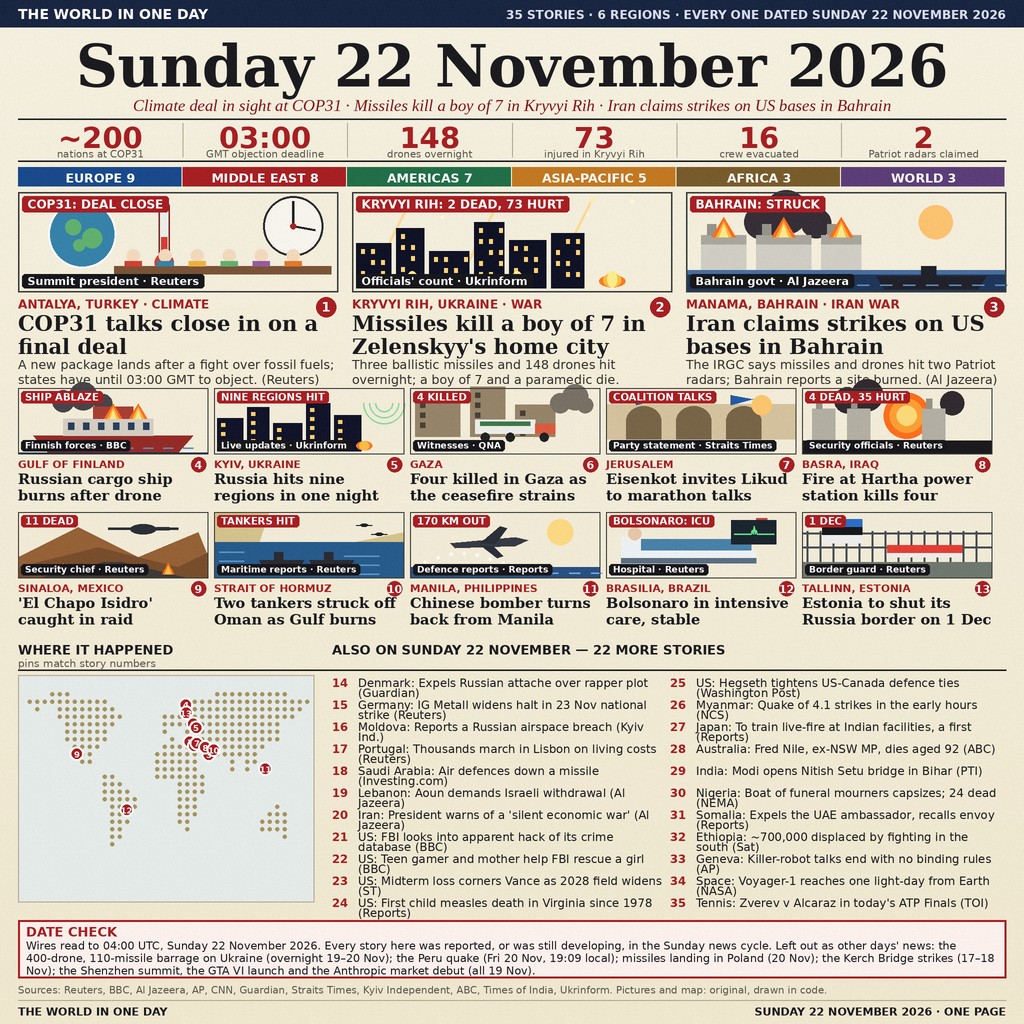 THE WORLD IN ONE DAY
35 STORIES · 6 REGIONS · EVERY ONE DATED SUNDAY 22 NOVEMBER 2026
Sunday 22 November 2026
Climate deal in sight at COP31 · Missiles kill a boy of 7 in Kryvyi Rih · Iran claims strikes on US bases in Bahrain
~200
nations at COP31
03:00
GMT objection deadline
148
drones overnight
73
injured in Kryvyi Rih
16
crew evacuated
2
Patriot radars claimed
EUROPE 9
MIDDLE EAST 8
AMERICAS 7
ASIA-PACIFIC 5
AFRICA 3
WORLD 3
COP31: DEAL CLOSE
Summit president · Reuters
ANTALYA, TURKEY · CLIMATE
1
COP31 talks close in on a
final deal
A new package lands after a fight over fossil fuels;
states have until 03:00 GMT to object. (Reuters)
KRYVYI RIH: 2 DEAD, 73 HURT
Officials' count · Ukrinform
KRYVYI RIH, UKRAINE · WAR
2
Missiles kill a boy of 7 in
Zelenskyy's home city
Three ballistic missiles and 148 drones hit
overnight; a boy of 7 and a paramedic die.
BAHRAIN: STRUCK
Bahrain govt · Al Jazeera
MANAMA, BAHRAIN · IRAN WAR
3
Iran claims strikes on US
bases in Bahrain
The IRGC says missiles and drones hit two Patriot
radars; Bahrain reports a site burned. (Al Jazeera)
SHIP ABLAZE
Finnish forces · BBC
GULF OF FINLAND
4
Russian cargo ship
burns after drone
NINE REGIONS HIT
Live updates · Ukrinform
KYIV, UKRAINE
5
Russia hits nine
regions in one night
4 KILLED
Witnesses · QNA
GAZA
6
Four killed in Gaza as
the ceasefire strains
COALITION TALKS
Party statement · Straits Times
JERUSALEM
7
Eisenkot invites Likud
to marathon talks
4 DEAD, 35 HURT
Security officials · Reuters
BASRA, IRAQ
8
Fire at Hartha power
station kills four
11 DEAD
Security chief · Reuters
SINALOA, MEXICO
9
'El Chapo Isidro'
caught in raid
TANKERS HIT
Maritime reports · Reuters
STRAIT OF HORMUZ
10
Two tankers struck off
Oman as Gulf burns
170 KM OUT
Defence reports · Reports
MANILA, PHILIPPINES
11
Chinese bomber turns
back from Manila
BOLSONARO: ICU
Hospital · Reuters
BRASILIA, BRAZIL
12
Bolsonaro in intensive
care, stable
1 DEC
Border guard · Reuters
TALLINN, ESTONIA
13
Estonia to shut its
Russia border on 1 Dec
WHERE IT HAPPENED
pins match story numbers
4
13
5
7
8
10
9
11
12
ALSO ON SUNDAY 22 NOVEMBER — 22 MORE STORIES
14 Denmark: Expels Russian attache over rapper plot
(Guardian)
15 Germany: IG Metall widens halt in 23 Nov national
strike (Reuters)
16 Moldova: Reports a Russian airspace breach (Kyiv
Ind.)
17 Portugal: Thousands march in Lisbon on living costs
(Reuters)
18 Saudi Arabia: Air defences down a missile
(Investing.com)
19 Lebanon: Aoun demands Israeli withdrawal (Al
Jazeera)
20 Iran: President warns of a 'silent economic war' (Al
Jazeera)
21 US: FBI looks into apparent hack of its crime
database (BBC)
22 US: Teen gamer and mother help FBI rescue a girl
(BBC)
23 US: Midterm loss corners Vance as 2028 field widens
(ST)
24 US: First child measles death in Virginia since 1978
(Reports)
25 US: Hegseth tightens US-Canada defence ties
(Washington Post)
26 Myanmar: Quake of 4.1 strikes in the early hours
(NCS)
27 Japan: To train live-fire at Indian facilities, a first
(Reports)
28 Australia: Fred Nile, ex-NSW MP, dies aged 92 (ABC)
29 India: Modi opens Nitish Setu bridge in Bihar (PTI)
30 Nigeria: Boat of funeral mourners capsizes; 24 dead
(NEMA)
31 Somalia: Expels the UAE ambassador, recalls envoy
(Reports)
32 Ethiopia: ~700,000 displaced by fighting in the
south (Sat)
33 Geneva: Killer-robot talks end with no binding rules
(AP)
34 Space: Voyager-1 reaches one light-day from Earth
(NASA)
35 Tennis: Zverev v Alcaraz in today's ATP Finals (TOI)
DATE CHECK
Wires read to 04:00 UTC, Sunday 22 November 2026. Every story here was reported, or was still developing, in the Sunday news cycle. Left out as other days' news: the
400-drone, 110-missile barrage on Ukraine (overnight 19–20 Nov); the Peru quake (Fri 20 Nov, 19:09 local); missiles landing in Poland (20 Nov); the Kerch Bridge strikes (17–18
Nov); the Shenzhen summit, the GTA VI launch and the Anthropic market debut (all 19 Nov).
Sources: Reuters, BBC, Al Jazeera, AP, CNN, Guardian, Straits Times, Kyiv Independent, ABC, Times of India, Ukrinform. Pictures and map: original, drawn in code.
THE WORLD IN ONE DAY
SUNDAY 22 NOVEMBER 2026 · ONE PAGE